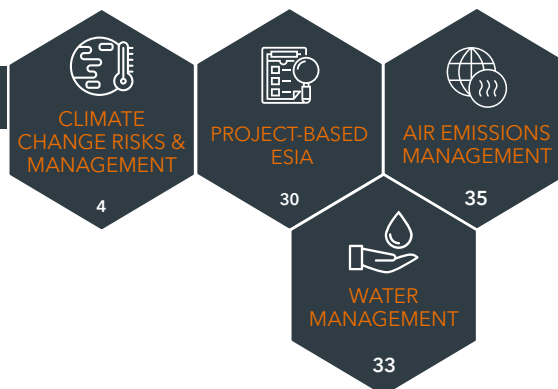 CLIMATE
CHANGE RISKS &
MANAGEMENT
4
PROJECT-BASED
ESIA
30
AIR EMISSIONS
MANAGEMENT
35
WATER
MANAGEMENT
33